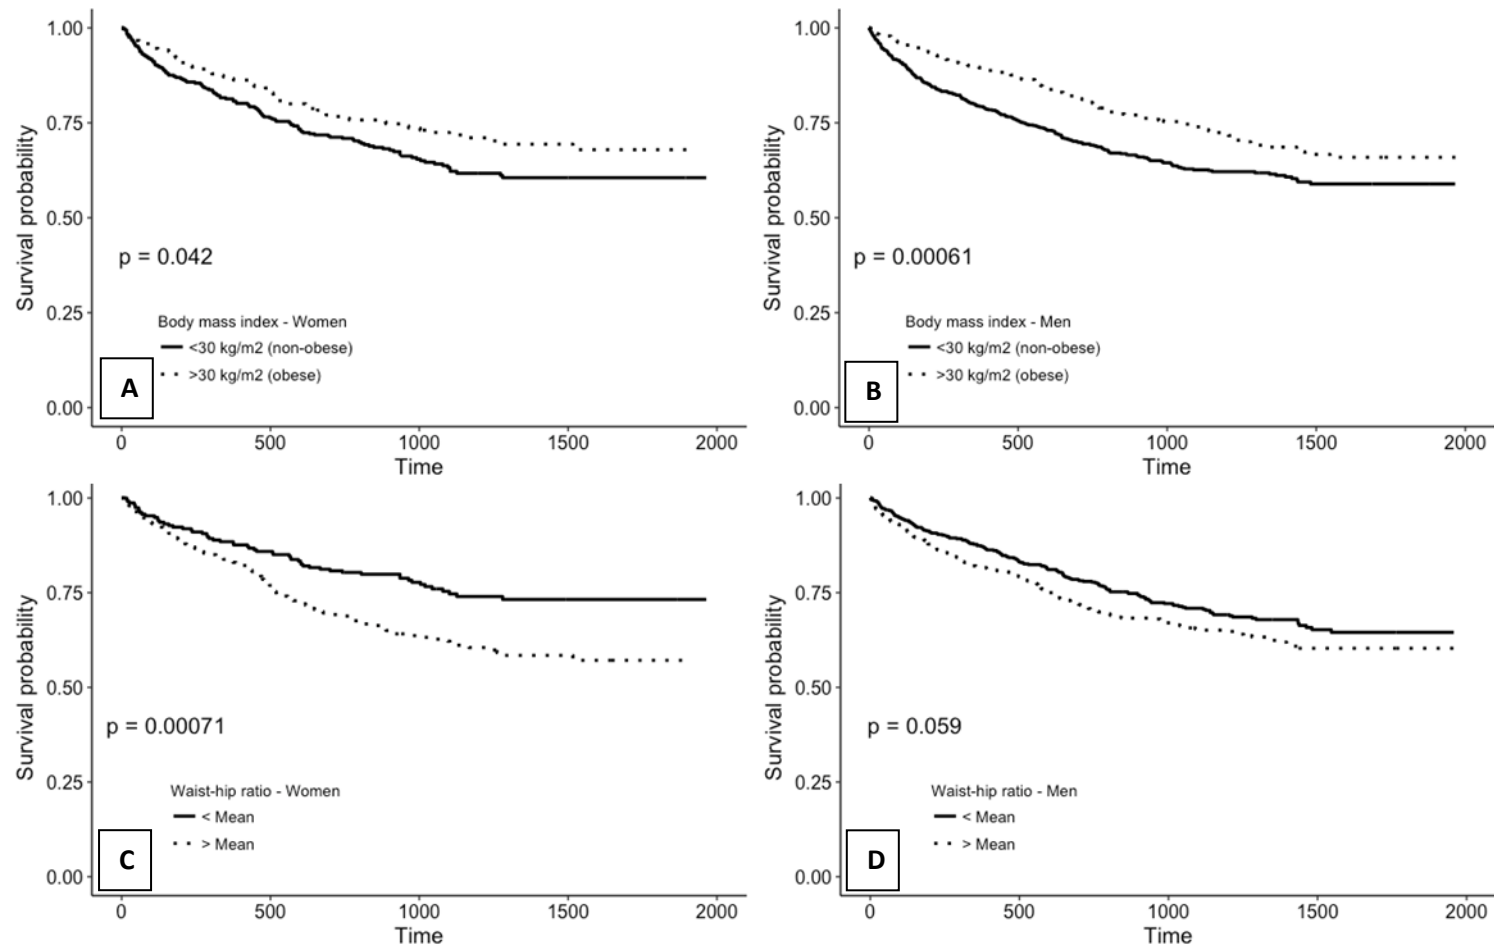 Survival probability
1.00
0.75
0.50
0.25
0.00
p = 0.042
Body mass index - Women
<30 kg/m2 (non-obese)
>30 kg/m2 (obese)
A
0 500 1000 1500 2000
Time
Survival probability
1.00
0.75
0.50
0.25
0.00
p = 0.00061
Body mass index - Men
<30 kg/m2 (non-obese)
>30 kg/m2 (obese)
B
0 500 1000 1500 2000
Time
Survival probability
1.00
0.75
0.50
0.25
0.00
p = 0.00071
Waist-hip ratio - Women
< Mean
> Mean
C
0 500 1000 1500 2000
Time
Survival probability
1.00
0.75
0.50
0.25
0.00
p = 0.059
Waist-hip ratio - Men
< Mean
> Mean
D
0 500 1000 1500 2000
Time